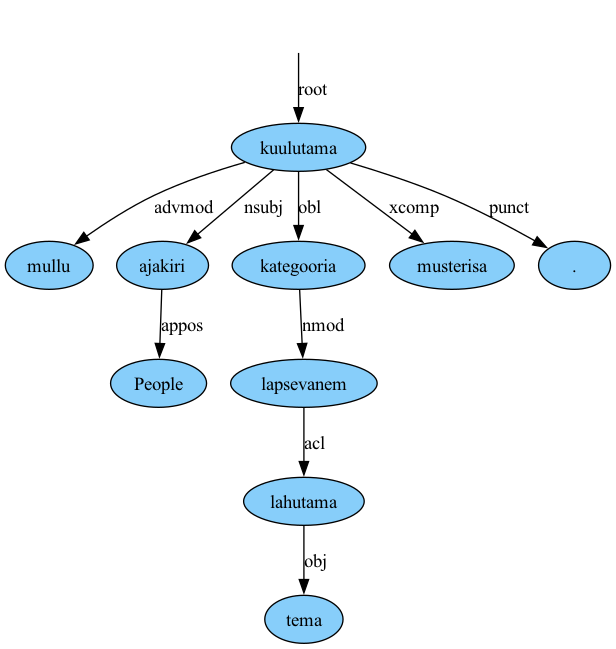 root
kuulutama
advmod nsubj obl xcomp punct
mullu ajakiri kategooria musterisa .
appos nmod
People lapsevanem
acl
lahutama
obj
tema